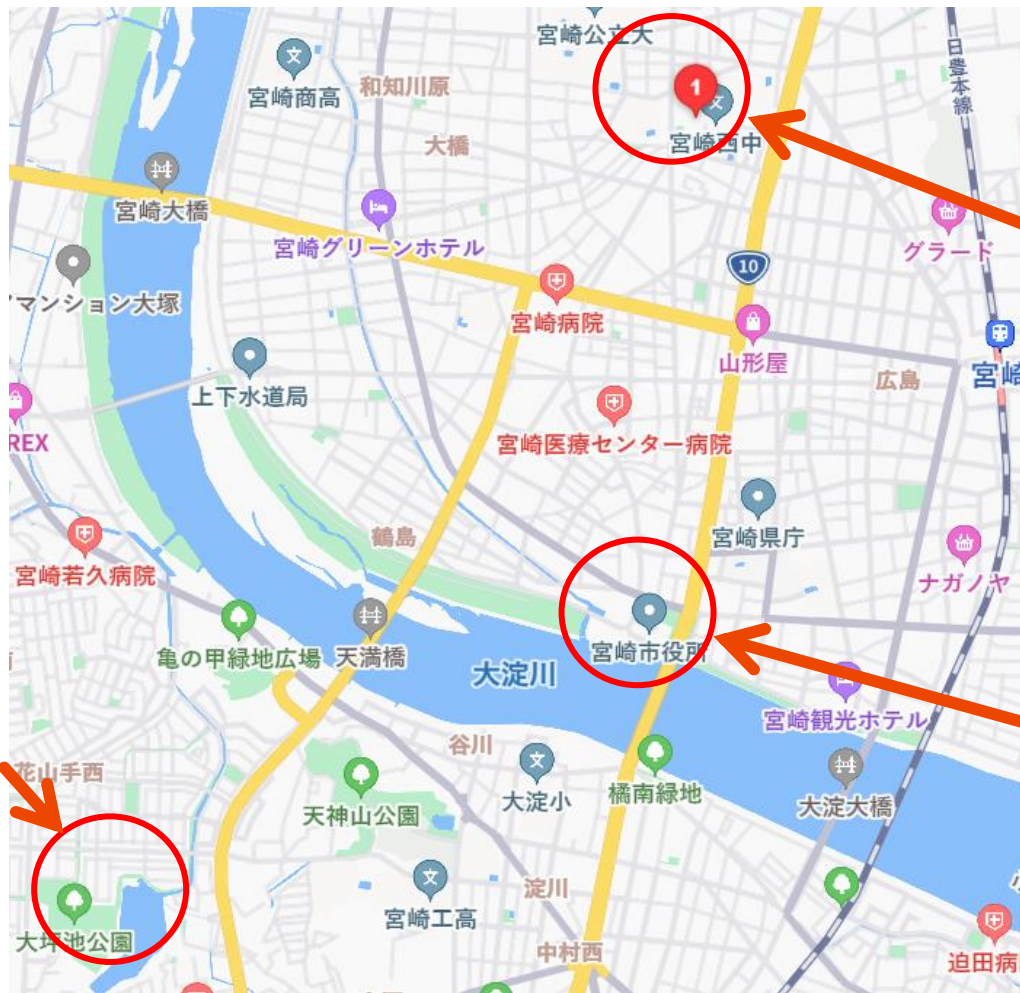 宮崎公立大
日豊本線
文
宮崎商高
和知川原
1
文
宮崎西中
大橋
宮崎大橋
宮崎グリーンホテル
グラード
マンション大塚
10
宮崎病院
山形屋
上下水道局
広島
宮崎
REX
宮崎医療センター病院
鶴島
宮崎県庁
宮崎若久病院
ナガノヤ
亀の甲緑地広場
天満橋
宮崎市役所
大淀川
宮崎観光ホテル
谷川
花山手西
文
大淀小
橘南緑地
大淀大橋
天神山公園
文
宮崎工高
淀川
大坪池公園
中村西
迫田病